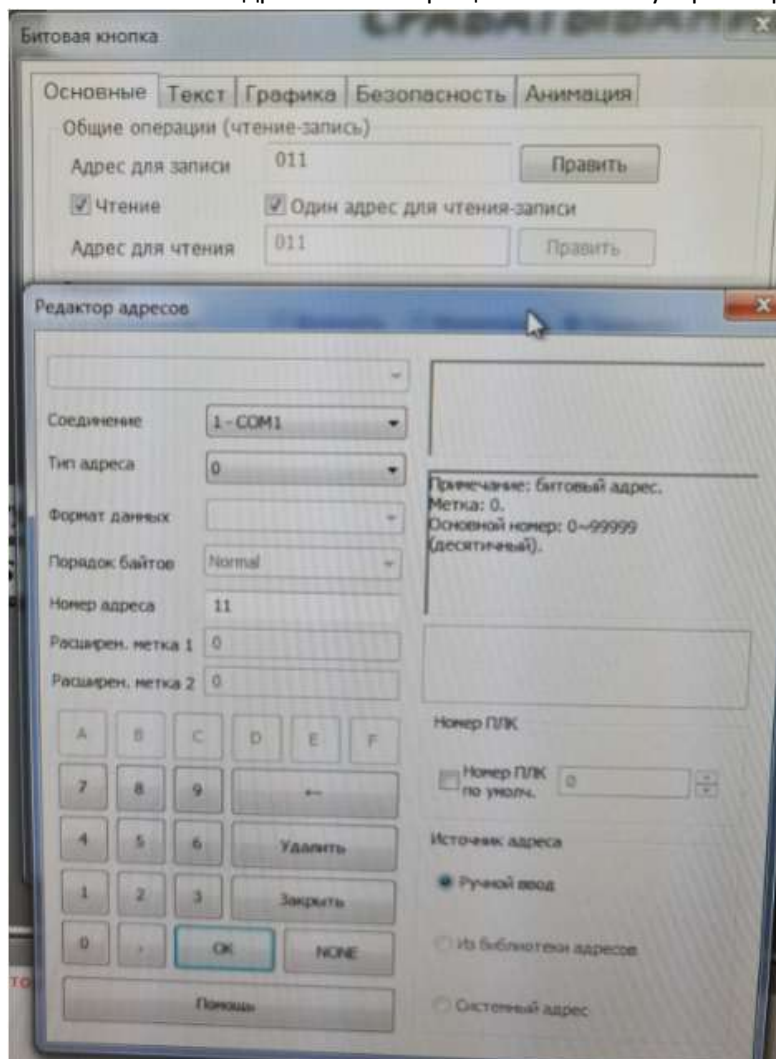 Битовая кнопка
Основные Текст Графика Безопасность Анимация
Общие операции (чтение-запись)
Адрес для записи 011 Править
Чтение Один адрес для чтения-записи
Адрес для чтения 011 Править
Редактор адресов
Соединение 1 - COM1
Тип адреса 0
Формат данных
Порядок байтов Normal
Номер адреса 11
Расширен. метка 1 0
Расширен. метка 2 0
Примечание: битовый адрес.
Метка: 0.
Основной номер: 0~99999
(десятичный).
A B C D E F
7 8 9 ←
4 5 6 Удалить
1 2 3 Закрыть
0 . OK NONE
Помощь
Номер ПЛК
Номер ПЛК
по умолч. 0
Источник адреса
Ручной ввод
Из библиотеки адресов
Системный адрес